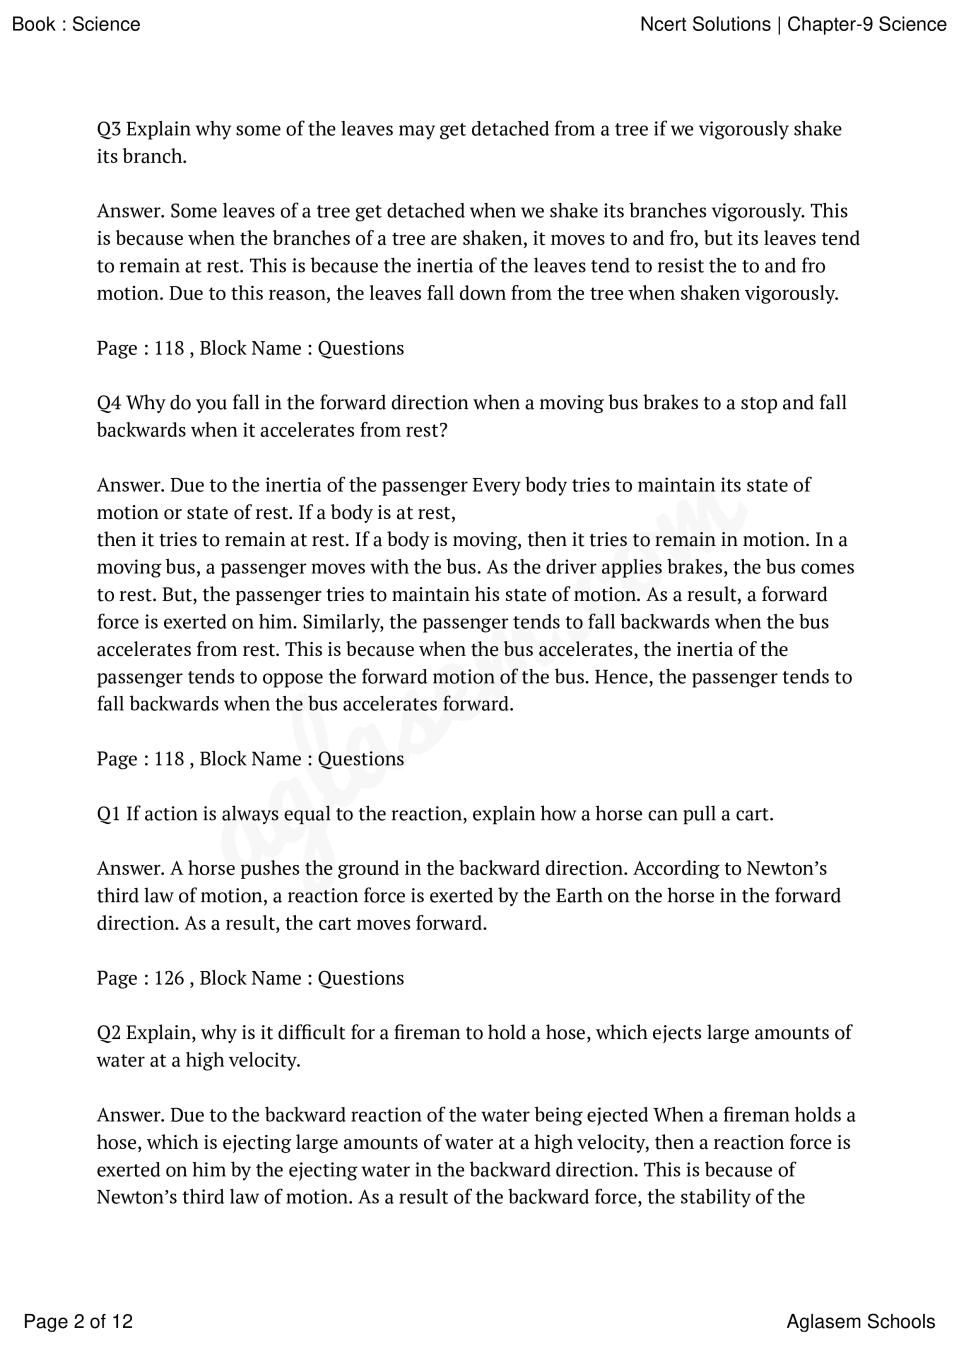 Book : Science
Ncert Solutions | Chapter-9 Science
Q3 Explain why some of the leaves may get detached from a tree if we vigorously shake
its branch.
Answer. Some leaves of a tree get detached when we shake its branches vigorously. This
is because when the branches of a tree are shaken, it moves to and fro, but its leaves tend
to remain at rest. This is because the inertia of the leaves tend to resist the to and fro
motion. Due to this reason, the leaves fall down from the tree when shaken vigorously.
Page : 118 , Block Name : Questions
Q4 Why do you fall in the forward direction when a moving bus brakes to a stop and fall
backwards when it accelerates from rest?
Answer. Due to the inertia of the passenger Every body tries to maintain its state of
motion or state of rest. If a body is at rest,
then it tries to remain at rest. If a body is moving, then it tries to remain in motion. In a
moving bus, a passenger moves with the bus. As the driver applies brakes, the bus comes
to rest. But, the passenger tries to maintain his state of motion. As a result, a forward
force is exerted on him. Similarly, the passenger tends to fall backwards when the bus
accelerates from rest. This is because when the bus accelerates, the inertia of the
passenger tends to oppose the forward motion of the bus. Hence, the passenger tends to
fall backwards when the bus accelerates forward.
Page : 118 , Block Name : Questions
Q1 If action is always equal to the reaction, explain how a horse can pull a cart.
Answer. A horse pushes the ground in the backward direction. According to Newton’s
third law of motion, a reaction force is exerted by the Earth on the horse in the forward
direction. As a result, the cart moves forward.
Page : 126 , Block Name : Questions
Q2 Explain, why is it difficult for a fireman to hold a hose, which ejects large amounts of
water at a high velocity.
Answer. Due to the backward reaction of the water being ejected When a fireman holds a
hose, which is ejecting large amounts of water at a high velocity, then a reaction force is
exerted on him by the ejecting water in the backward direction. This is because of
Newton’s third law of motion. As a result of the backward force, the stability of the
aglasem.com
Page 2 of 12
Aglasem Schools